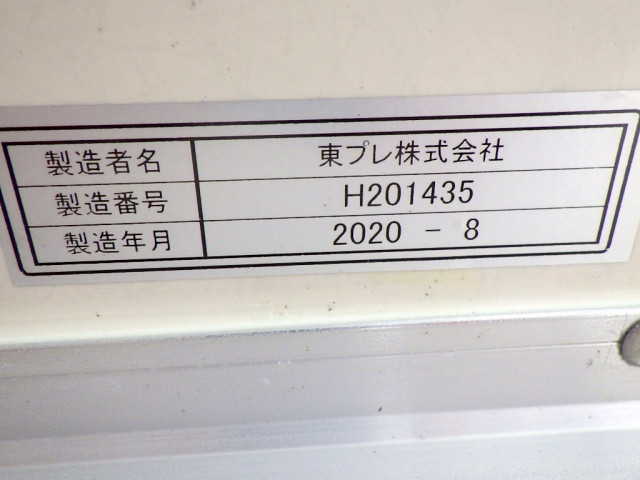 製造者名 東プレ株式会社
製造番号 H201435
製造年月 2020 - 8